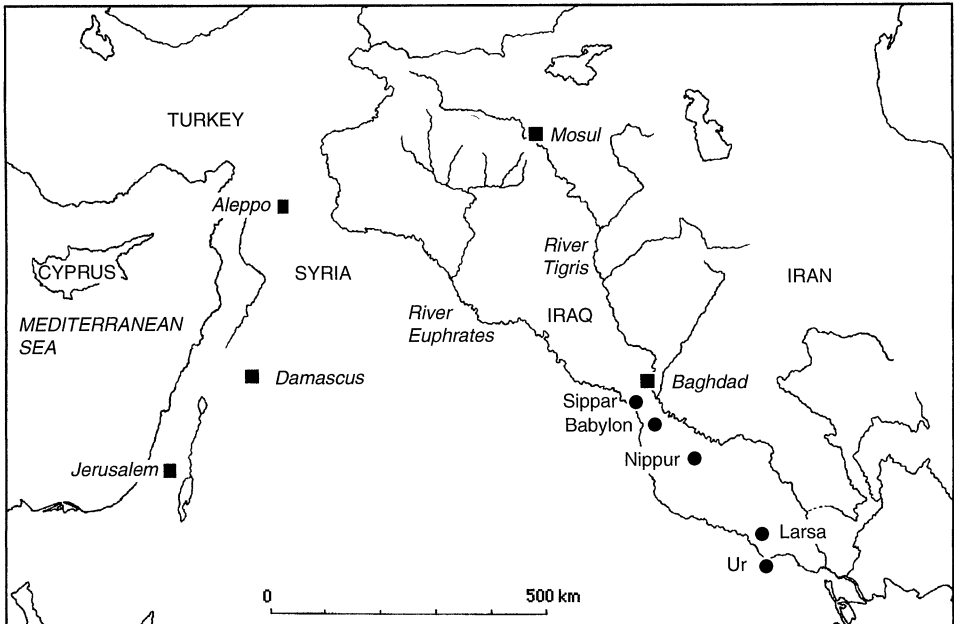 TURKEY
Mosul
Aleppo
River
Tigris
CYPRUS
SYRIA
IRAN
MEDITERRANEAN
SEA
River
Euphrates
IRAQ
Damascus
Baghdad
Sippar
Babylon
Nippur
Jerusalem
Larsa
Ur
0 500 km